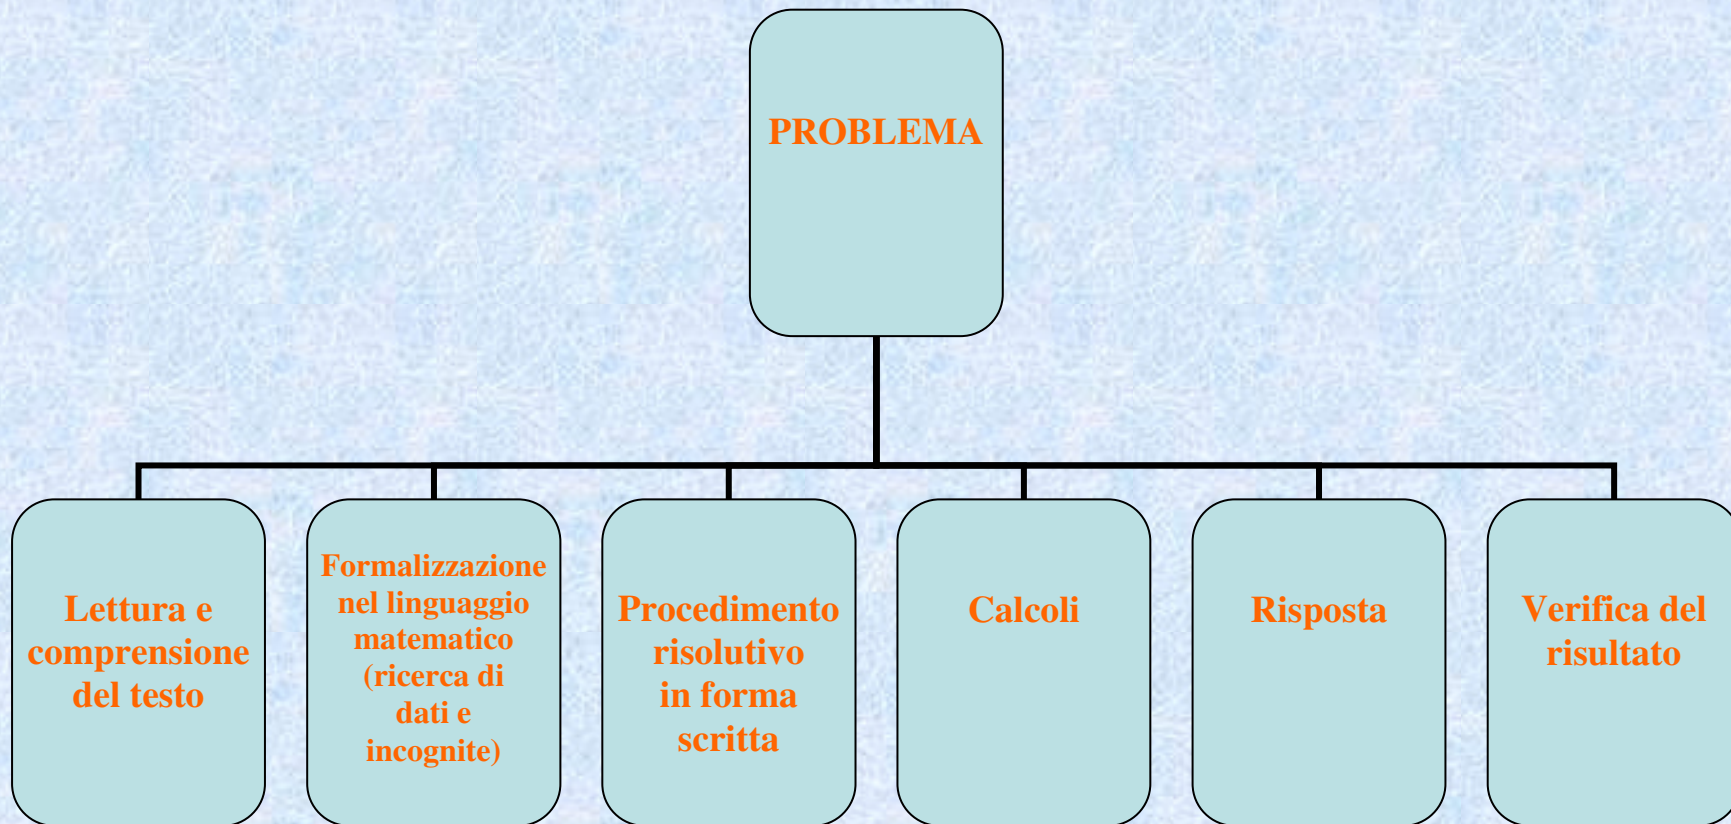 PROBLEMA
Lettura e
comprensione
del testo
Formalizzazione
nel linguaggio
matematico
(ricerca di
dati e
incognite)
Procedimento
risolutivo
in forma
scritta
Calcoli
Risposta
Verifica del
risultato